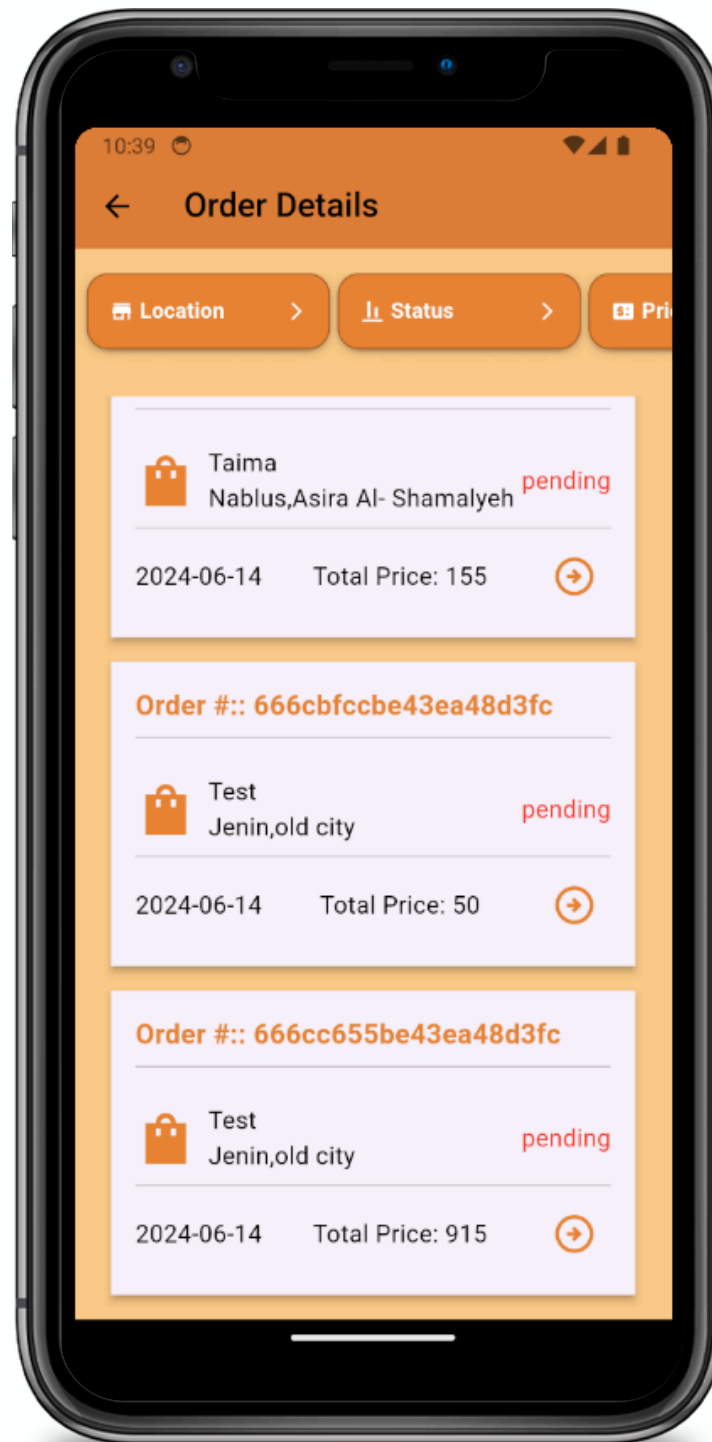 10:39
Order Details
Location
Status
Taima
Nablus,Asira Al- Shamalyeh
pending
2024-06-14 Total Price: 155
Order #:: 666cbfccbe43ea48d3fc
Test
Jenin,old city
pending
2024-06-14 Total Price: 50
Order #:: 666cc655be43ea48d3fc
Test
Jenin,old city
pending
2024-06-14 Total Price: 915